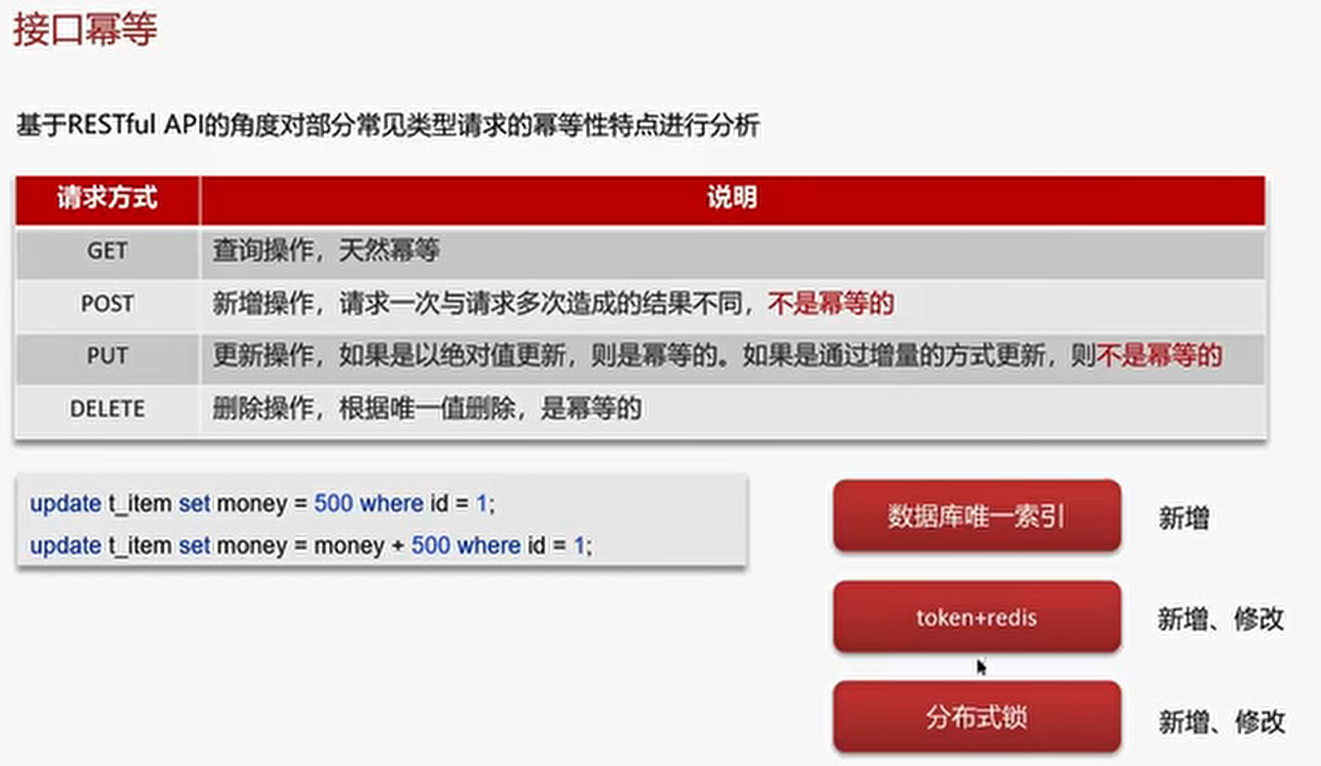 接口幂等
基于RESTful API的角度对部分常见类型请求的幂等性特点进行分析
请求方式 说明
GET 查询操作，天然幂等
POST 新增操作，请求一次与请求多次造成的结果不同，不是幂等的
PUT 更新操作，如果是以绝对值更新，则是幂等的。如果是通过增量的方式更新，则不是幂等的
DELETE 删除操作，根据唯一值删除，是幂等的
update t_item set money = 500 where id = 1;
update t_item set money = money + 500 where id = 1;
数据库唯一索引 新增
token+redis 新增、修改
分布式锁 新增、修改